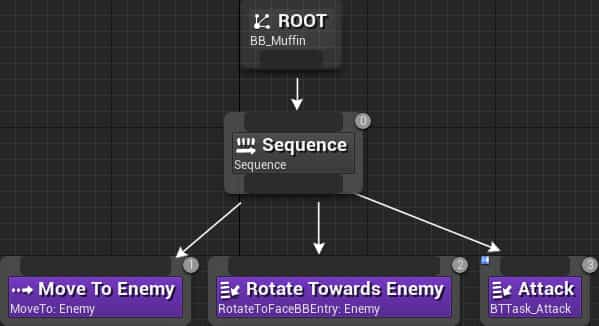 ROOT
BB_Muffin
0
Sequence
Sequence
1
Move To Enemy
MoveTo: Enemy
2
Rotate Towards Enemy
RotateToFaceBBEntry: Enemy
3
Attack
BTTask_Attack